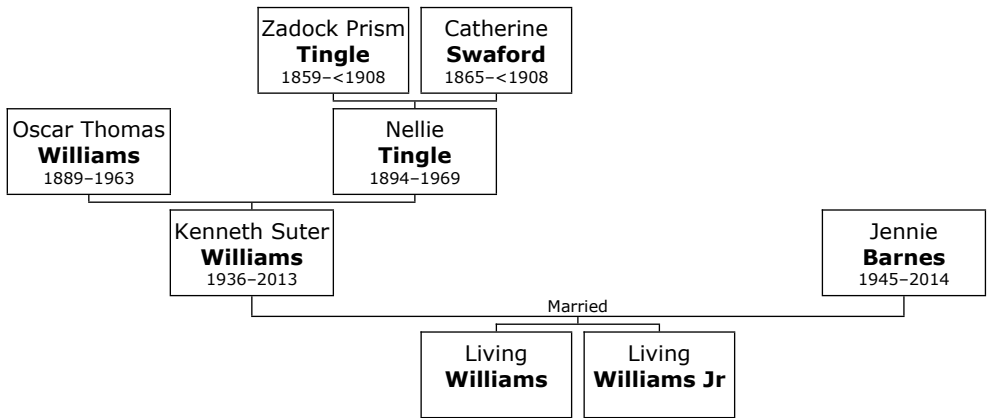 Zadock Prism
Tingle
1859–<1908
Catherine
Swaford
1865–<1908
Oscar Thomas
Williams
1889–1963
Nellie
Tingle
1894–1969
Kenneth Suter
Williams
1936–2013
Jennie
Barnes
1945–2014
Married
Living
Williams
Living
Williams Jr